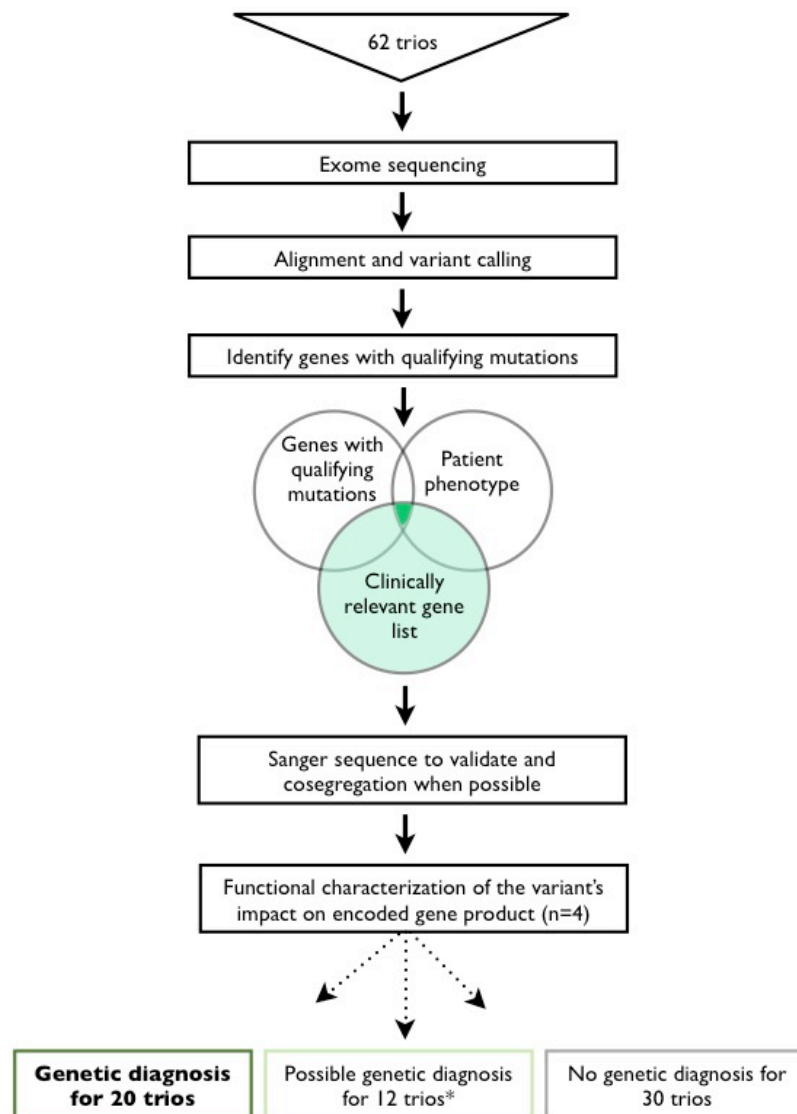 62 trios
Exome sequencing
Alignment and variant calling
Identify genes with qualifying mutations
Genes with
qualifying
mutations
Patient
phenotype
Clinically
relevant gene
list
Sanger sequence to validate and
cosegregation when possible
Functional characterization of the variant's
impact on encoded gene product (n=4)
Genetic diagnosis
for 20 trios
Possible genetic diagnosis
for 12 trios*
No genetic diagnosis for
30 trios